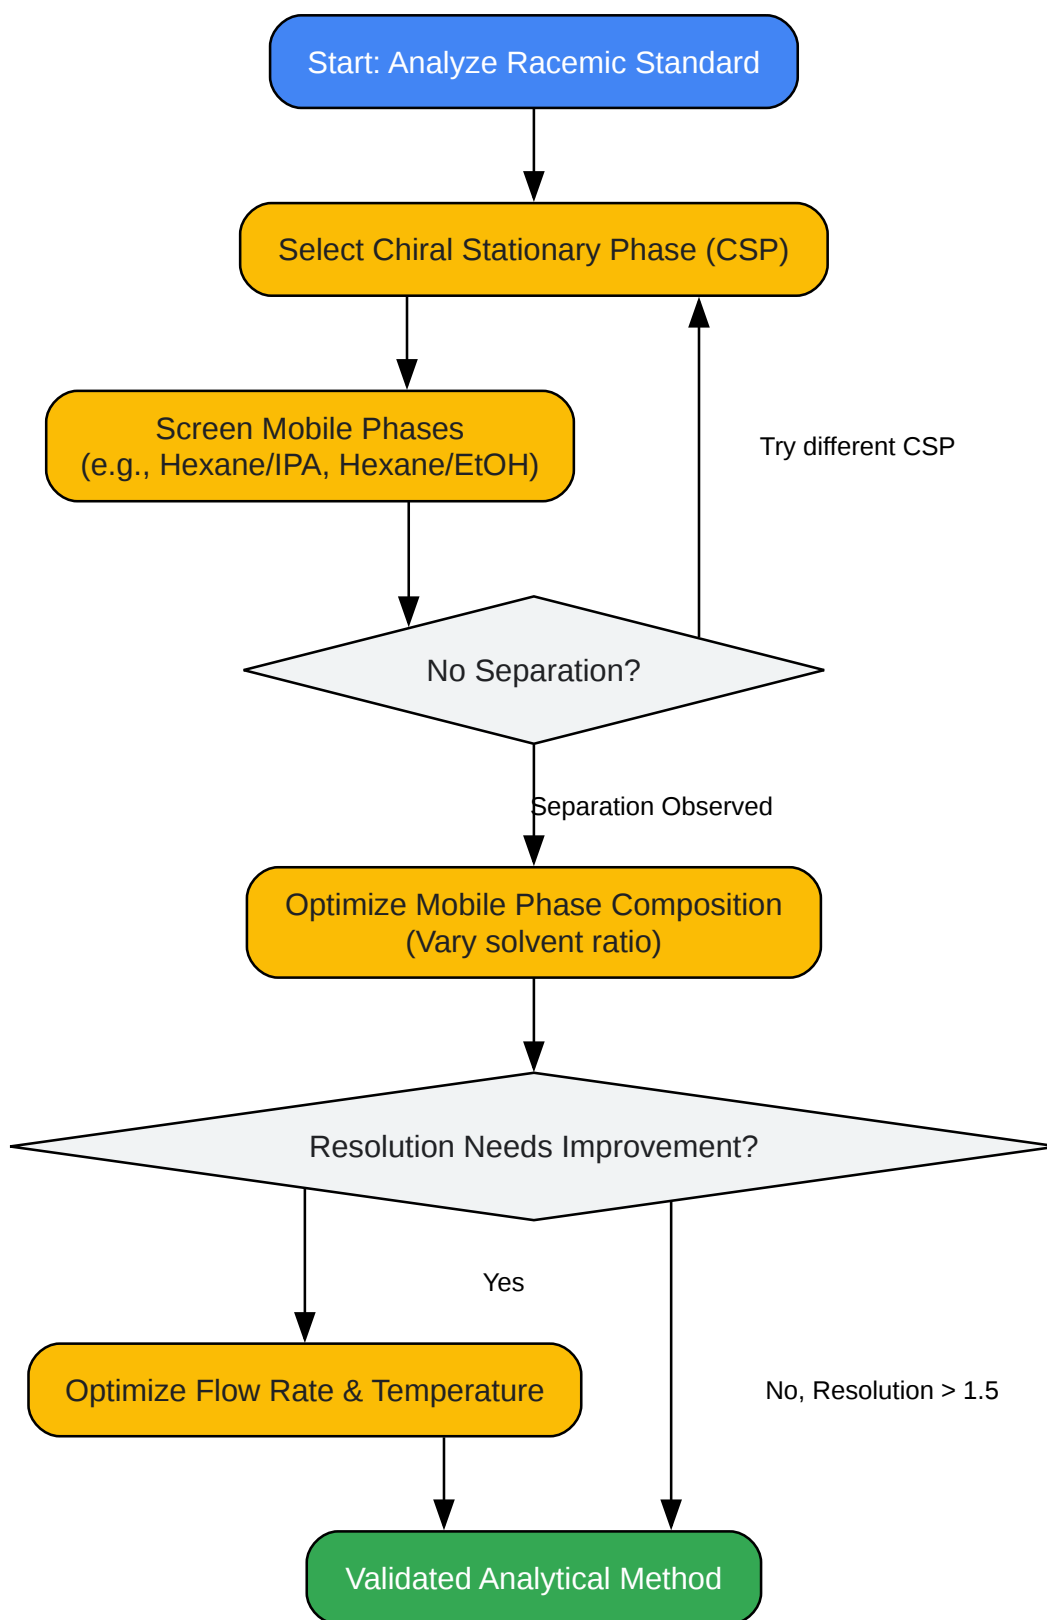 Start: Analyze Racemic Standard
Select Chiral Stationary Phase (CSP)
Screen Mobile Phases
(e.g., Hexane/IPA, Hexane/EtOH)
Try different CSP
No Separation?
Separation Observed
Optimize Mobile Phase Composition
(Vary solvent ratio)
Resolution Needs Improvement?
Yes
Optimize Flow Rate & Temperature
No, Resolution > 1.5
Validated Analytical Method